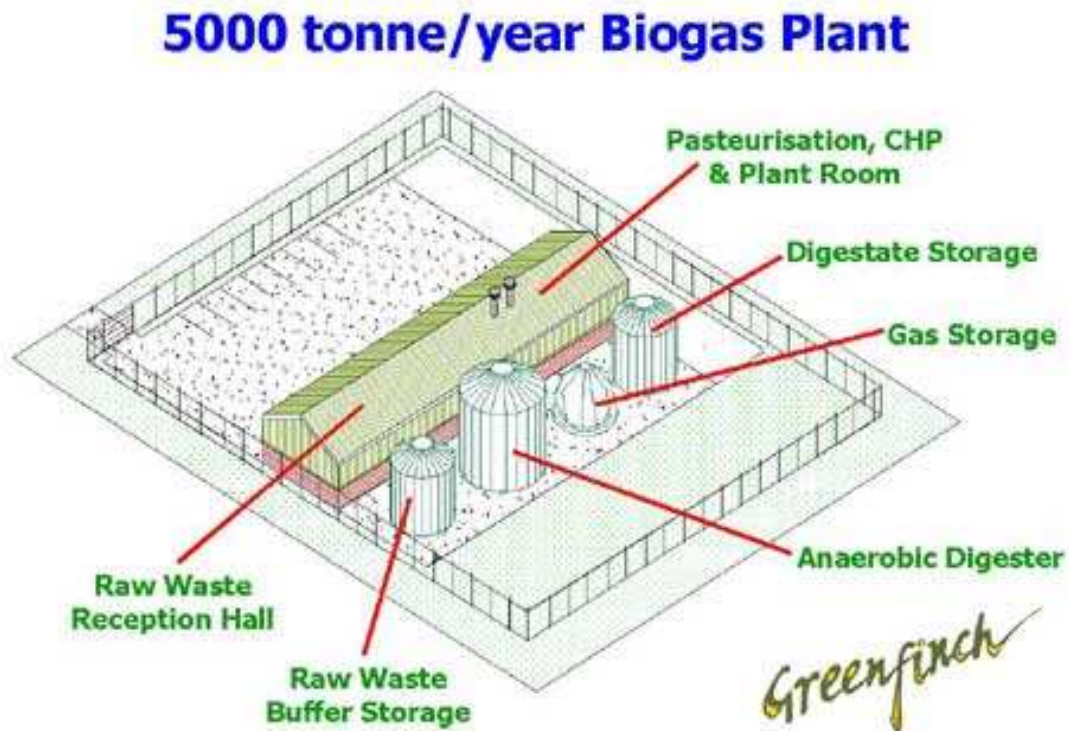 5000 tonne/year Biogas Plant
Pasteurisation, CHP
& Plant Room
Digestate Storage
Gas Storage
Anaerobic Digester
Raw Waste
Reception Hall
Raw Waste
Buffer Storage
Greenfinch